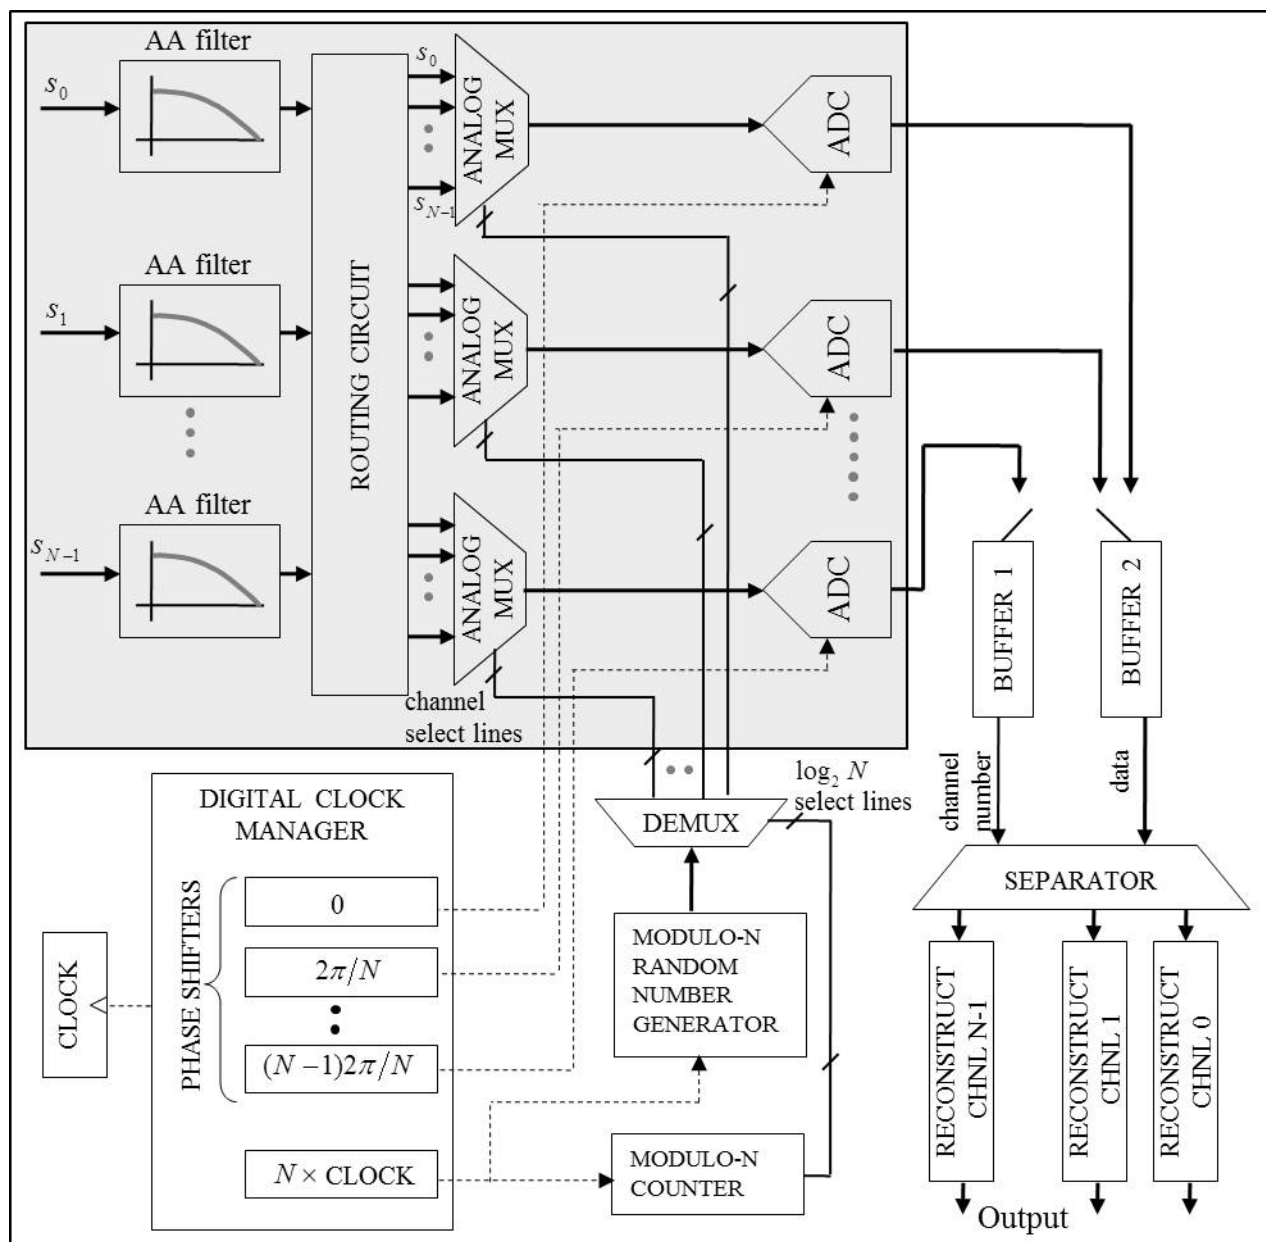 AA filter
s₀
s₀
s_{N−1}
ANALOG
MUX
ADC
AA filter
s₁
ROUTING CIRCUIT
ANALOG
MUX
ADC
AA filter
s_{N−1}
ANALOG
MUX
ADC
channel
select lines
BUFFER 1
BUFFER 2
channel
number
data
log₂ N
select lines
DEMUX
SEPARATOR
DIGITAL CLOCK
MANAGER
PHASE SHIFTERS
0
2π/N
(N−1)2π/N
N × CLOCK
CLOCK
MODULO-N
RANDOM
NUMBER
GENERATOR
MODULO-N
COUNTER
RECONSTRUCT
CHNL N-1
RECONSTRUCT
CHNL 1
RECONSTRUCT
CHNL 0
Output